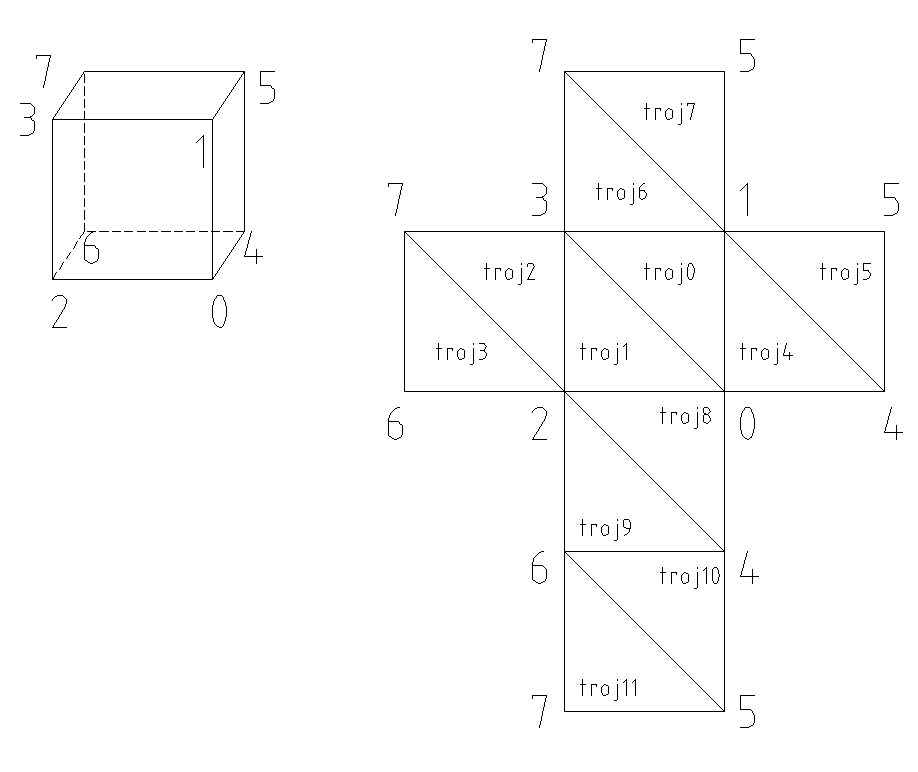 7 5
3 1
6 4
2 0
7 5
troj7
troj6
7 3 1 5
troj2 troj0 troj5
troj3 troj1 troj4
6 2 troj8 0 4
troj9
6 troj10 4
troj11
7 5